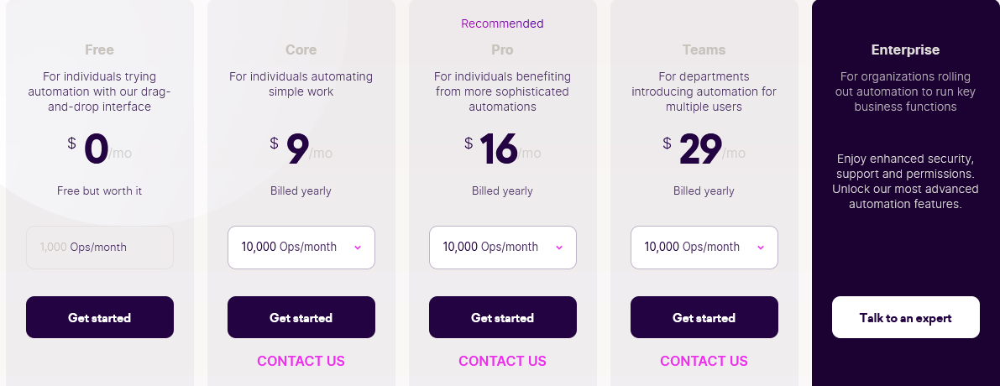 Free
For individuals trying
automation with our drag-
and-drop interface
$ 0/mo
Free but worth it
1,000 Ops/month
Get started
Core
For individuals automating
simple work
$ 9/mo
Billed yearly
10,000 Ops/month
Get started
CONTACT US
Recommended
Pro
For individuals benefiting
from more sophisticated
automations
$ 16/mo
Billed yearly
10,000 Ops/month
Get started
CONTACT US
Teams
For departments
introducing automation for
multiple users
$ 29/mo
Billed yearly
10,000 Ops/month
Get started
CONTACT US
Enterprise
For organizations rolling
out automation to run key
business functions
Enjoy enhanced security,
support and permissions.
Unlock our most advanced
automation features.
Talk to an expert